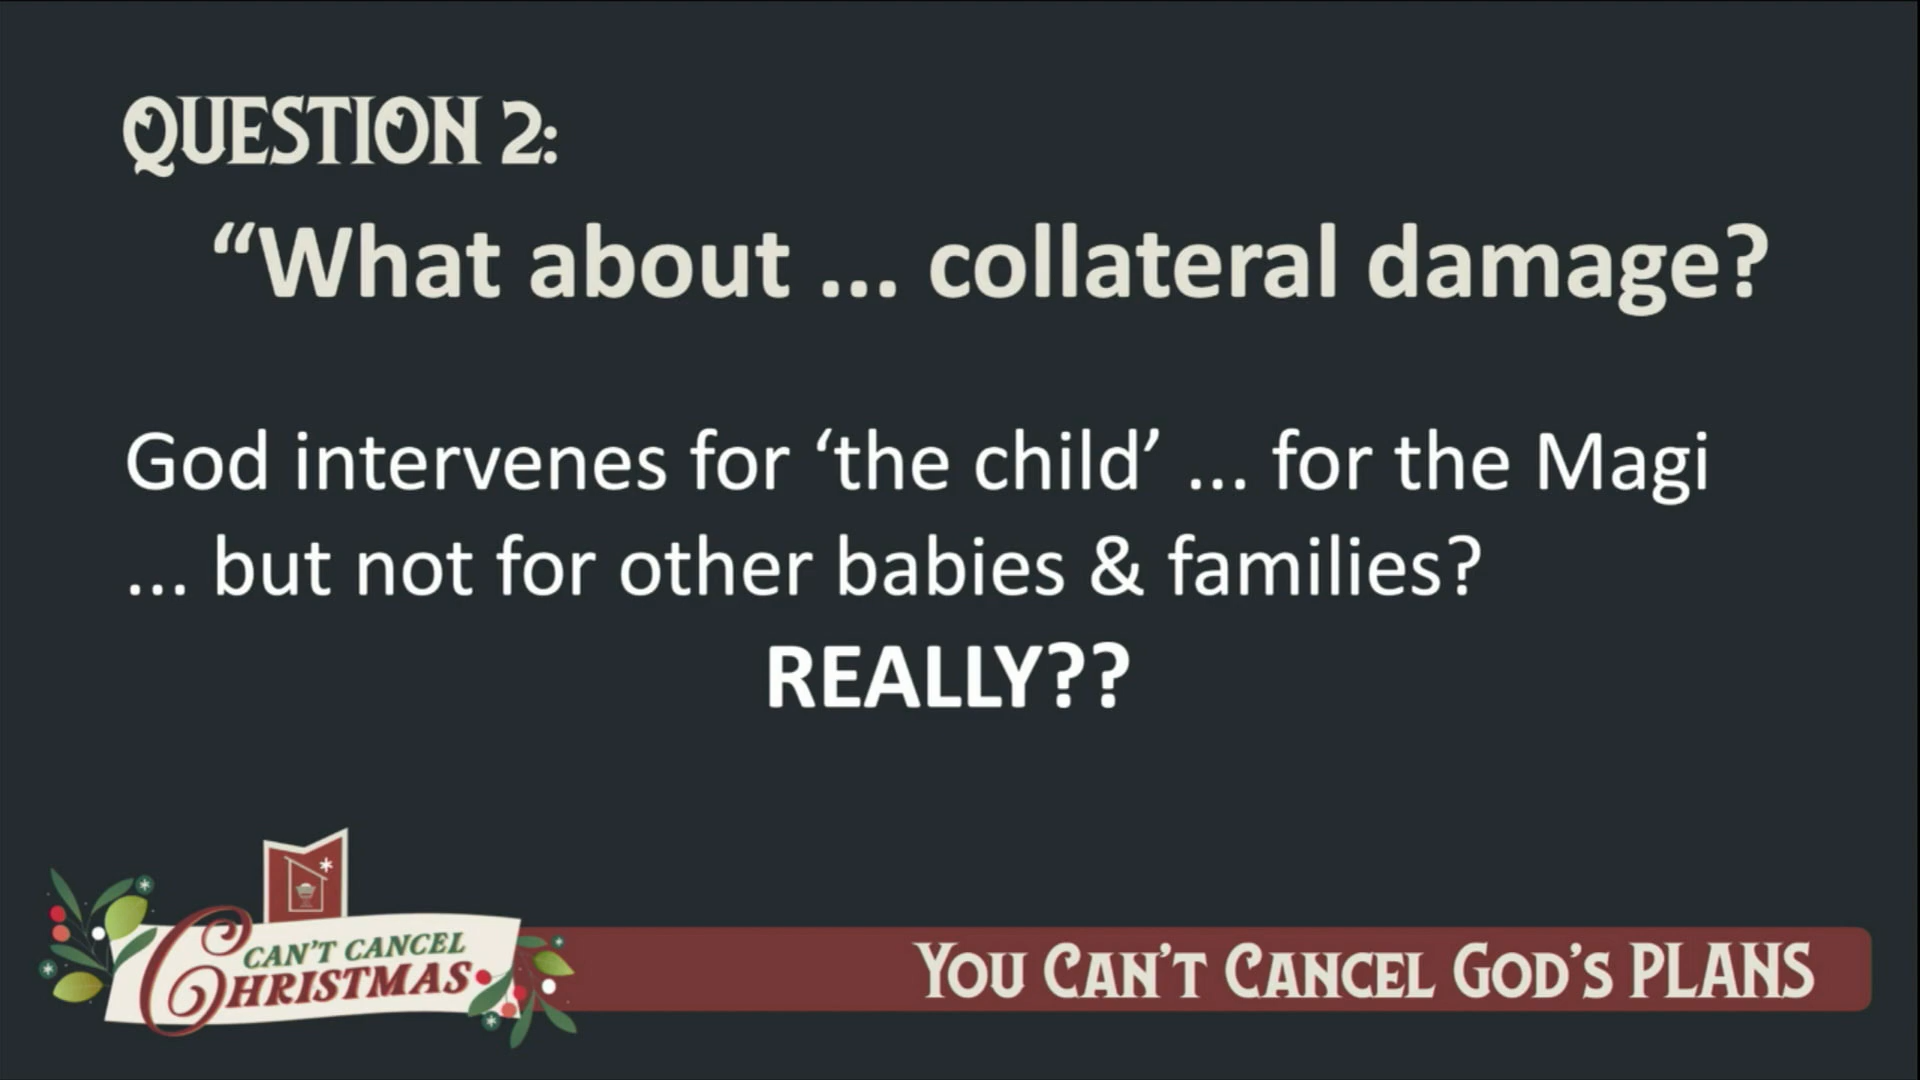 QUESTION 2:
“What about ... collateral damage?
God intervenes for ‘the child’ ... for the Magi
... but not for other babies & families?
REALLY??
CAN'T CANCEL
CHRISTMAS
YOU CAN'T CANCEL GOD'S PLANS